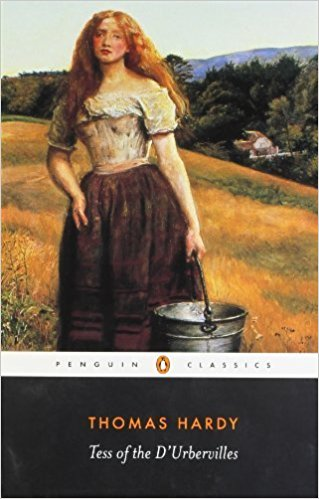 PENGUIN CLASSICS
THOMAS HARDY
Tess of the D'Urbervilles